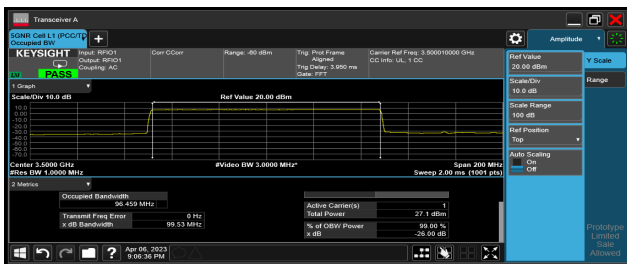 Transceiver A
5GNR Cell L1 (PCC/TD
Occupied BW
Amplitude
KEYSIGHT
Input: RFIO1
Output: RFIO1
Coupling: AC
Corr CCorr
Range: -60 dBm
Trig: Prot Frame
Aligned
Trig Delay: 3.950 ms
Gate: FFT
Carrier Ref Freq: 3.500010000 GHz
CC Info: UL, 1 CC
PASS
1 Graph
Scale/Div 10.0 dB
Ref Value 20.00 dBm
10.0
0.00
-10.0
-20.0
-30.0
-40.0
-50.0
-60.0
-70.0
Center 3.5000 GHz
#Res BW 1.0000 MHz
#Video BW 3.0000 MHz*
Span 200 MHz
Sweep 2.00 ms (1001 pts)
2 Metrics
Occupied Bandwidth
96.459 MHz
Transmit Freq Error 0 Hz
x dB Bandwidth 99.53 MHz
Active Carrier(s) 1
Total Power 27.1 dBm
% of OBW Power 99.00 %
x dB -26.00 dB
Ref Value
20.00 dBm
Scale/Div
10.0 dB
Scale Range
100 dB
Ref Position
Top
Auto Scaling
On
Off
Y Scale
Range
Prototype
Limited
Sale
Allowed
?
Apr 06, 2023
9:06:36 PM